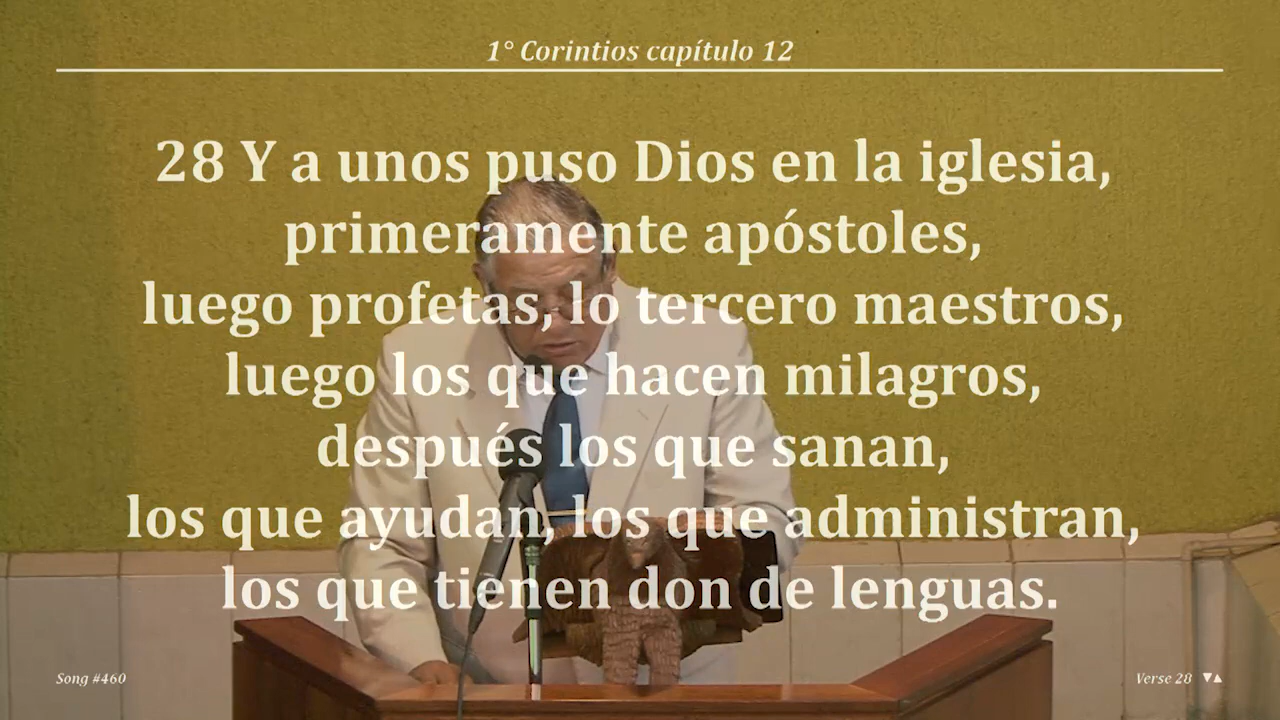 1° Corintios capítulo 12
28 Y a unos puso Dios en la iglesia,
primeramente apóstoles,
luego profetas, lo tercero maestros,
luego los que hacen milagros,
después los que sanan,
los que ayudan, los que administran,
los que tienen don de lenguas.
Song #460
Verse 28 ▼▲